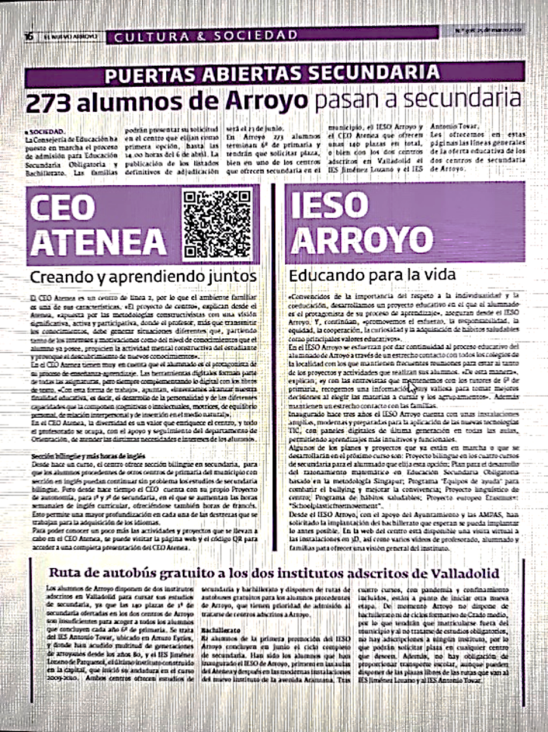 16
EL NUEVO ARROYO
CULTURA & SOCIEDAD
PUERTAS ABIERTAS SECUNDARIA
273 alumnos de Arroyo pasan a secundaria
SOCIEDAD.
La Consejería de Educación ha
puesto en marcha el proceso
de admisión para Educación
Secundaria Obligatoria y
Bachillerato. Las familias
podrán presentar su solicitud
en el centro que elijan como
primera opción, hasta las
14.00 horas del 6 de abril. La
publicación de los listados
definitivos de adjudicación
será el 23 de junio.
En Arroyo 273 alumnos
terminan 6º de primaria y
tendrán que solicitar plaza,
bien en uno de los centros
que ofrecen secundaria en el
municipio, el IESO Arroyo y
el CEO Atenea que ofrecen
un 140 plazas en total,
o bien con los dos centros
adscritos en Valladolid el
IES Jiménez Lozano y el IES
Antonio Tovar.
Les ofrecemos en estas
páginas las líneas generales
de la oferta educativa de los
dos centros de secundaria
de Arroyo.
CEO
ATENEA
Creando y aprendiendo juntos
El CEO Atenea es un centro de línea 2, por lo que el ambiente familiar
es una de sus características. «El proyecto de centro», explican desde el
Atenea, «apuesta por las metodologías constructivistas con una visión
significativa, activa y participativa, donde el profesor, más que transmitir
los conocimientos, debe generar situaciones diferentes que, partiendo
tanto de los intereses y motivaciones como del nivel de conocimientos que el
alumno ya posee, propicien la actividad mental constructiva del estudiante
y provoque el descubrimiento de nuevos conocimientos».
En el CEO Atenea tienen muy en cuenta que el alumnado es el protagonista de
su proceso de enseñanza-aprendizaje. Las herramientas digitales forman parte
de todas las asignaturas, pero siempre complementando lo digital con los libros de
texto. «Con esta forma de trabajo», apuntan, «intentamos alcanzar nuestra
finalidad educativa, es decir, el desarrollo de la personalidad y de las diferentes
capacidades que la componen cognitivas o intelectuales, motrices, de equilibrio
personal, de relación interpersonal y de inserción en el medio natural».
En el CEO Atenea, la diversidad es un valor que enriquece al centro, y todo
el profesorado se ocupa, con el apoyo y seguimiento del departamento de
Orientación, de atender las distintas necesidades e intereses de los alumnos.
Sección bilingüe y más horas de inglés
Desde hace un curso, el centro ofrece sección bilingüe en secundaria, para
que los alumnos procedentes de otros centros de primaria del municipio con
sección en inglés puedan continuar sin problema los estudios de secundaria
bilingüe. Pero desde hace tiempo el CEO cuenta con su propio Proyecto
de autonomía, para 1º y 2º de secundaria, en el que se aumentan las horas
semanales de inglés curricular, ofreciéndole también horas de francés.
Esto permite una mayor profundización en cada una de las destrezas que se
trabajan para la adquisición de los idiomas.
Para poder conocer un poco más las actividades y proyectos que se llevan a
cabo en el CEO Atenea, se puede visitar la página web y el código QR para
acceder a una completa presentación del CEO Atenea.
IESO
ARROYO
Educando para la vida
«Convencidos de la importancia del respeto a la individualidad y la
coeducación, desarrollamos un proyecto educativo en el que el alumnado
es el protagonista de su proceso de aprendizaje», aseguran desde el IESO
Arroyo. Y, continúan, «promovemos el esfuerzo, la responsabilidad, la
equidad, la cooperación, la curiosidad y la adquisición de hábitos saludables
como principales valores educativos».
En el IESO Arroyo se esfuerzan por dar continuidad al proceso educativo del
alumnado de Arroyo a través de un estrecho contacto con todos los colegios de
la localidad con los que mantienen frecuentes reuniones para estar al tanto
de los proyectos y actividades que realizan sus alumnos. «De esta manera»,
explican, «y con las entrevistas que mantenemos con los tutores de 6º de
primaria, recogemos una información muy valiosa para tomar mejores
decisiones al elegir las materias a cursar y los agrupamientos». Además
mantienen un estrecho contacto con las familias.
Inaugurado hace tres años el IESO Arroyo cuenta con unas instalaciones
amplias, modernas y preparadas para la aplicación de las nuevas tecnologías
TIC, con paneles digitales de última generación en todas las aulas,
permitiendo aprendizajes más intuitivos y funcionales.
Algunos de los planes y proyectos que ya están en marcha o que se
desarrollarán en el próximo curso son: Proyecto bilingüe en los cuatro cursos
de secundaria para el alumnado que elija esta opción; Plan para el desarrollo
del razonamiento matemático en Educación Secundaria Obligatoria
basado en la metodología Singapur; Programa 'Equipos de ayuda' para
combatir el bullying y mejorar la convivencia; Proyecto lingüístico de
centro; Programa de hábitos saludables; Proyecto europeo Erasmus+:
"Schoolplasticfreemovement".
Desde el IESO Arroyo, con el apoyo del Ayuntamiento y las AMPAS, han
solicitado la implantación del bachillerato que esperan se pueda implantar
lo antes posible. En la web del centro está disponible una visita virtual a
las instalaciones en 3D, así como varios vídeos de profesorado, alumnado y
familias para ofrecer una visión general del instituto.
Ruta de autobús gratuito a los dos institutos adscritos de Valladolid
Los alumnos de Arroyo disponen de dos institutos
adscritos en Valladolid para cursar sus estudios
de secundaria, ya que las 140 plazas de 1º de
secundaria ofertadas en los dos centros de Arroyo
son insuficientes para acoger a todos los alumnos
que concluyen cada año 6º de primaria. Se trata
del IES Antonio Tovar, ubicado en Arturo Eyries,
y donde han acudido multitud de generaciones
de arroyanos desde los años 80, y el IES Jiménez
Lozano de Parquesol, el último instituto construido
en la capital, que inició su andadura en el curso
2009-2010. Ambos centros ofrecen estudios de
secundaria y bachillerato y disponen de rutas de
autobuses gratuitos para los alumnos procedentes
de Arroyo, que tienen prioridad de admisión al
tratarse de centros adscritos a Arroyo.
Bachillerato
82 alumnos de la primera promoción del IESO
Arroyo concluyen en junio el ciclo completo
de secundaria. Han sido los alumnos que han
inaugurado el IESO de Arroyo, primero en las aulas
del Atenea y después en las modernas instalaciones
del nuevo instituto de la avenida Aranzana. Tras
cuatro cursos, con pandemia y confinamiento
incluidos, están a punto de iniciar otra nueva
etapa. De momento Arroyo no dispone de
bachillerato ni de ciclos formativos de Grado medio,
por lo que tendrán que matricularse fuera del
municipio y al no tratarse de estudios obligatorios,
no hay adscripciones a ningún instituto, por lo
que podrán solicitar plaza en cualquier centro
que deseen. Además, no hay obligación de
proporcionar transporte escolar, aunque pueden
disponer de las plazas libres de las rutas que van al
IES Jiménez Lozano y al IES Antonio Tovar.